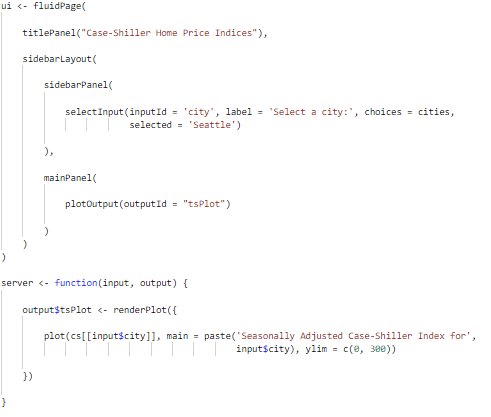 ui <- fluidPage(
titlePanel("Case-Shiller Home Price Indices"),
sidebarLayout(
sidebarPanel(
selectInput(inputId = 'city', label = 'Select a city:', choices = cities,
selected = 'Seattle')
),
mainPanel(
plotOutput(outputId = "tsPlot")
)
)
)
server <- function(input, output) {
output$tsPlot <- renderPlot({
plot(cs[[input$city]], main = paste('Seasonally Adjusted Case-Shiller Index for',
input$city), ylim = c(0, 300))
})
}